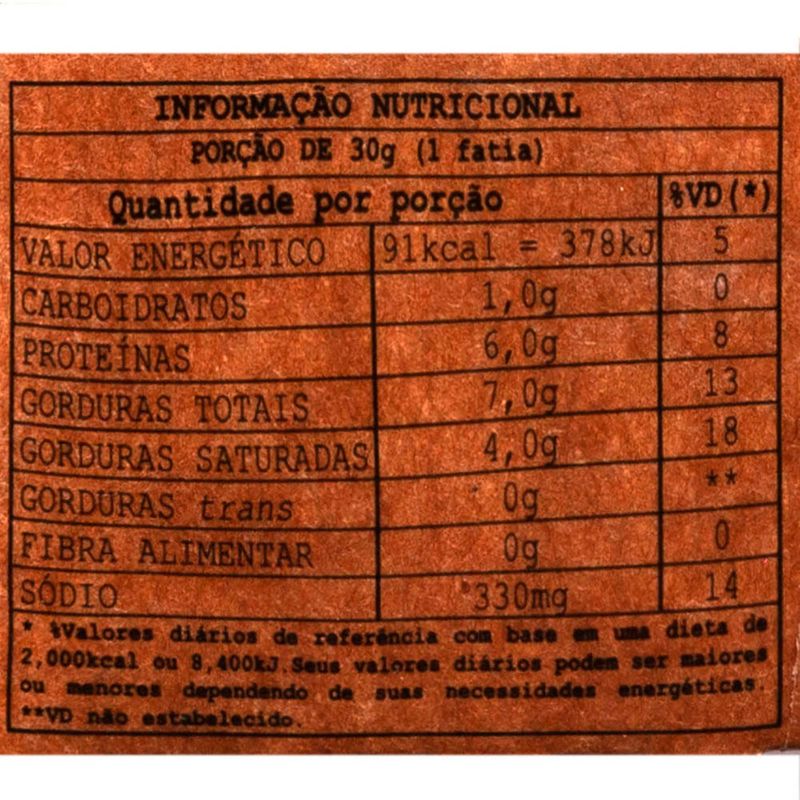 INFORMAÇÃO NUTRICIONAL
PORÇÃO DE 30g (1 fatia)
Quantidade por porção %VD(*)
VALOR ENERGÉTICO 91kcal = 378kJ 5
CARBOIDRATOS 1,0g 0
PROTEÍNAS 6,0g 8
GORDURAS TOTAIS 7,0g 13
GORDURAS SATURADAS 4,0g 18
GORDURAS trans 0g **
FIBRA ALIMENTAR 0g 0
SÓDIO 330mg 14
* %Valores diários de referência com base em uma dieta de
2,000kcal ou 8,400kJ.Seus valores diários podem ser maiores
ou menores dependendo de suas necessidades energéticas.
**VD não estabelecido.